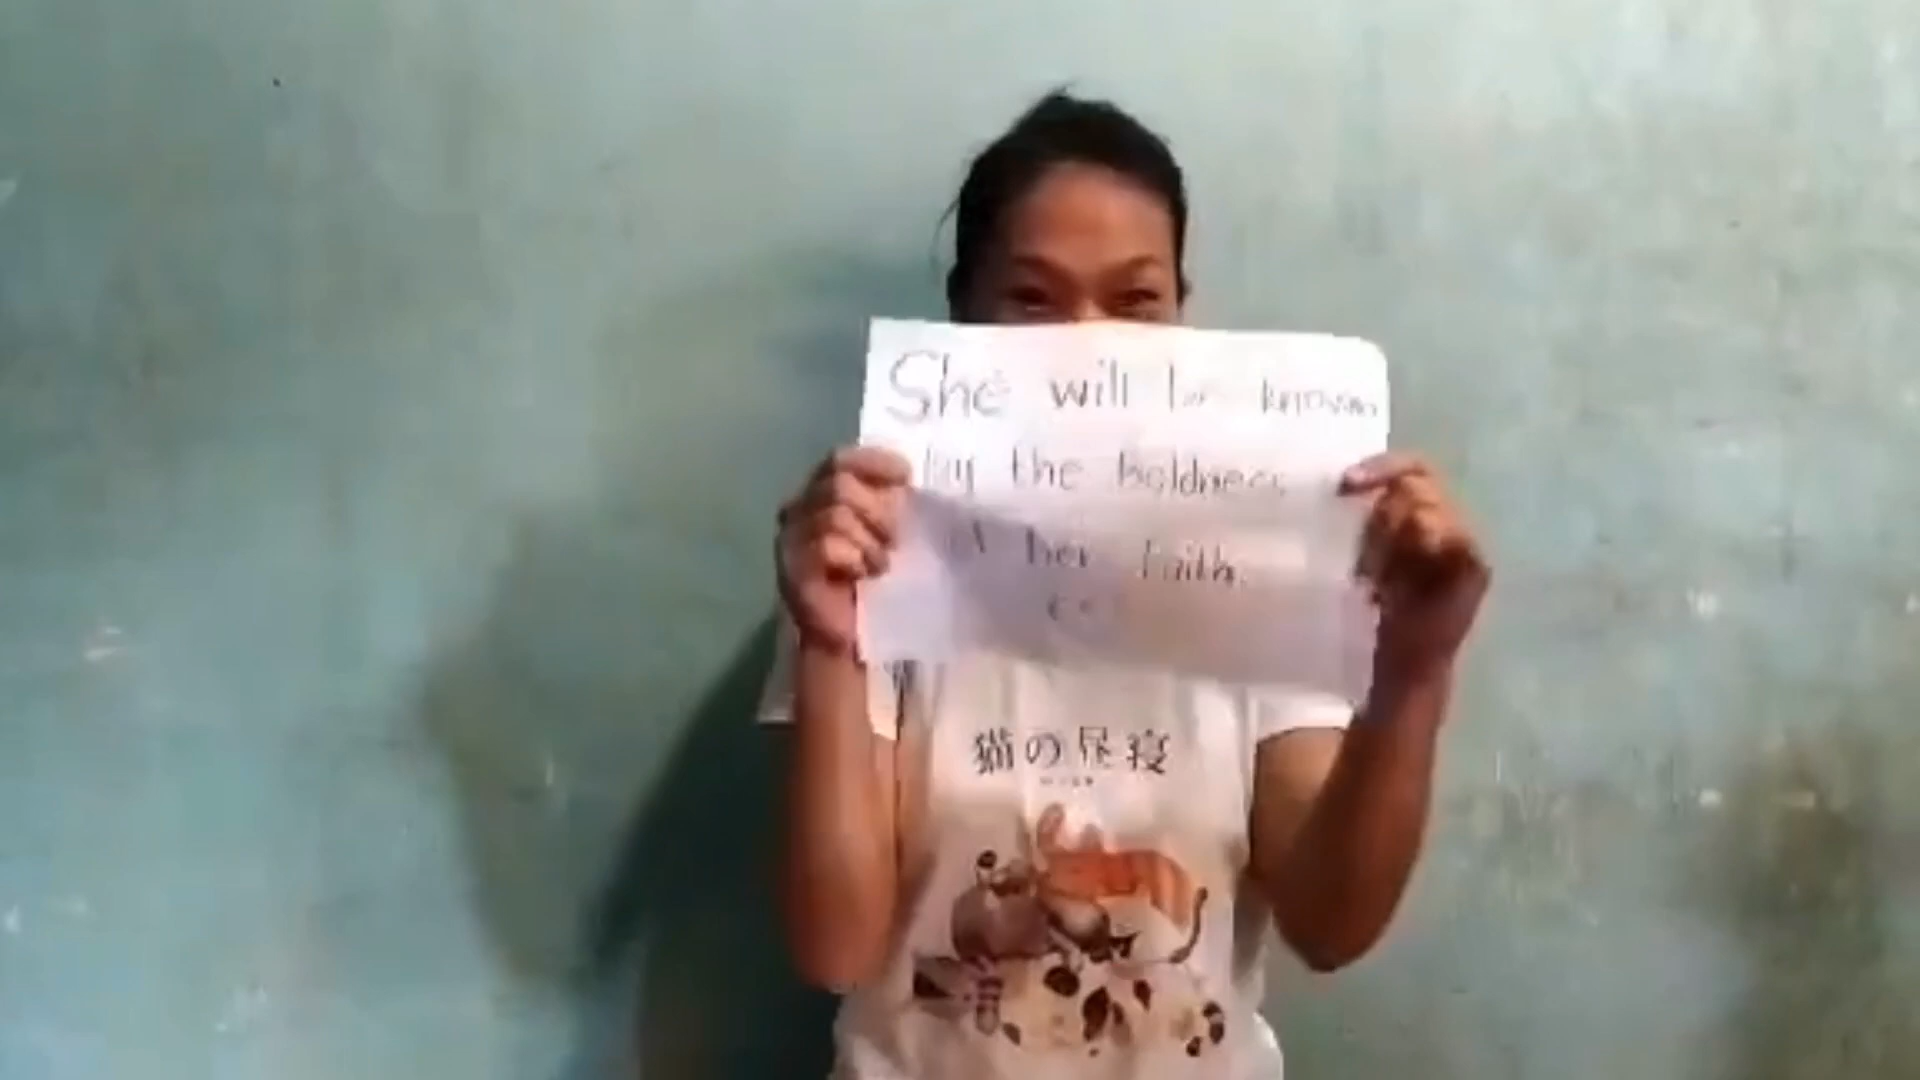 She will be known
by the Boldness
of her Faith.
猫の昼寝